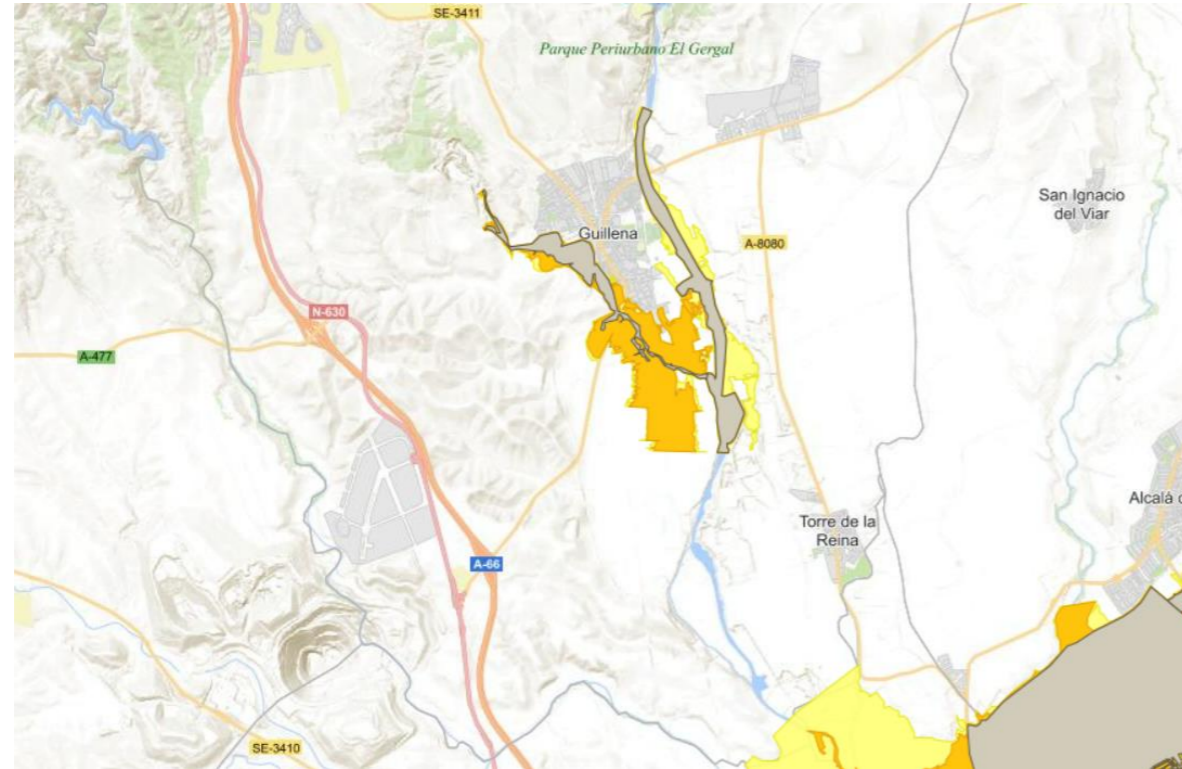 SE-3411
Parque Periurbano El Gergal
San Ignacio
del Viar
Guillena
A-8080
N-630
A-477
Alcalá
Torre de la
Reina
A-66
SE-3410